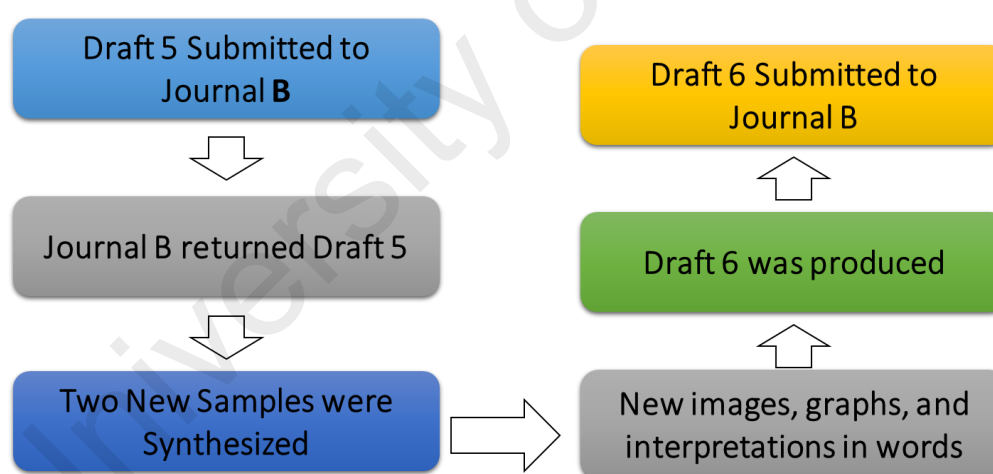 Draft 5 Submitted to
Journal B
Journal B returned Draft 5
Two New Samples were
Synthesized
New images, graphs, and
interpretations in words
Draft 6 was produced
Draft 6 Submitted to
Journal B
University o